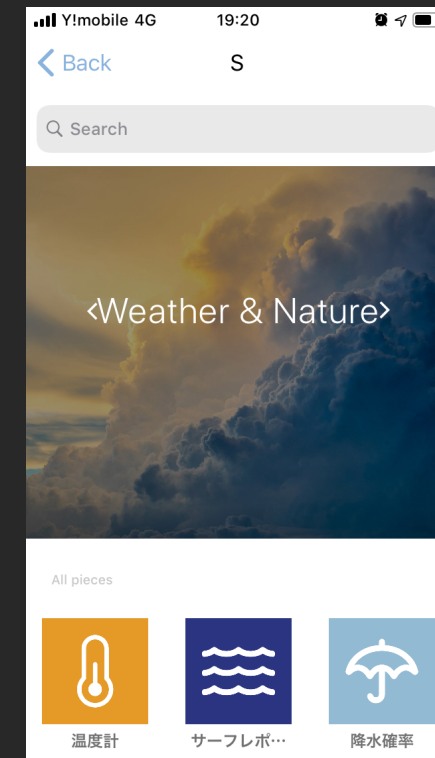 Y!mobile 4G 19:20
Back S
Search
<Weather & Nature>
All pieces
温度計 サーフレポ… 降水確率